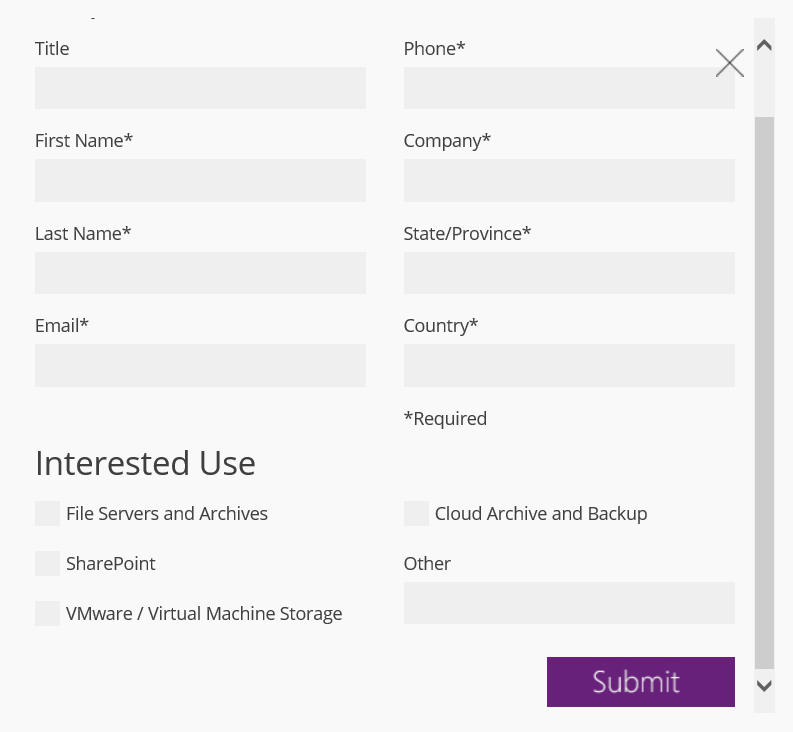 Title
Phone*
First Name*
Company*
Last Name*
State/Province*
Email*
Country*
*Required
Interested Use
File Servers and Archives
Cloud Archive and Backup
SharePoint
Other
VMware / Virtual Machine Storage
Submit